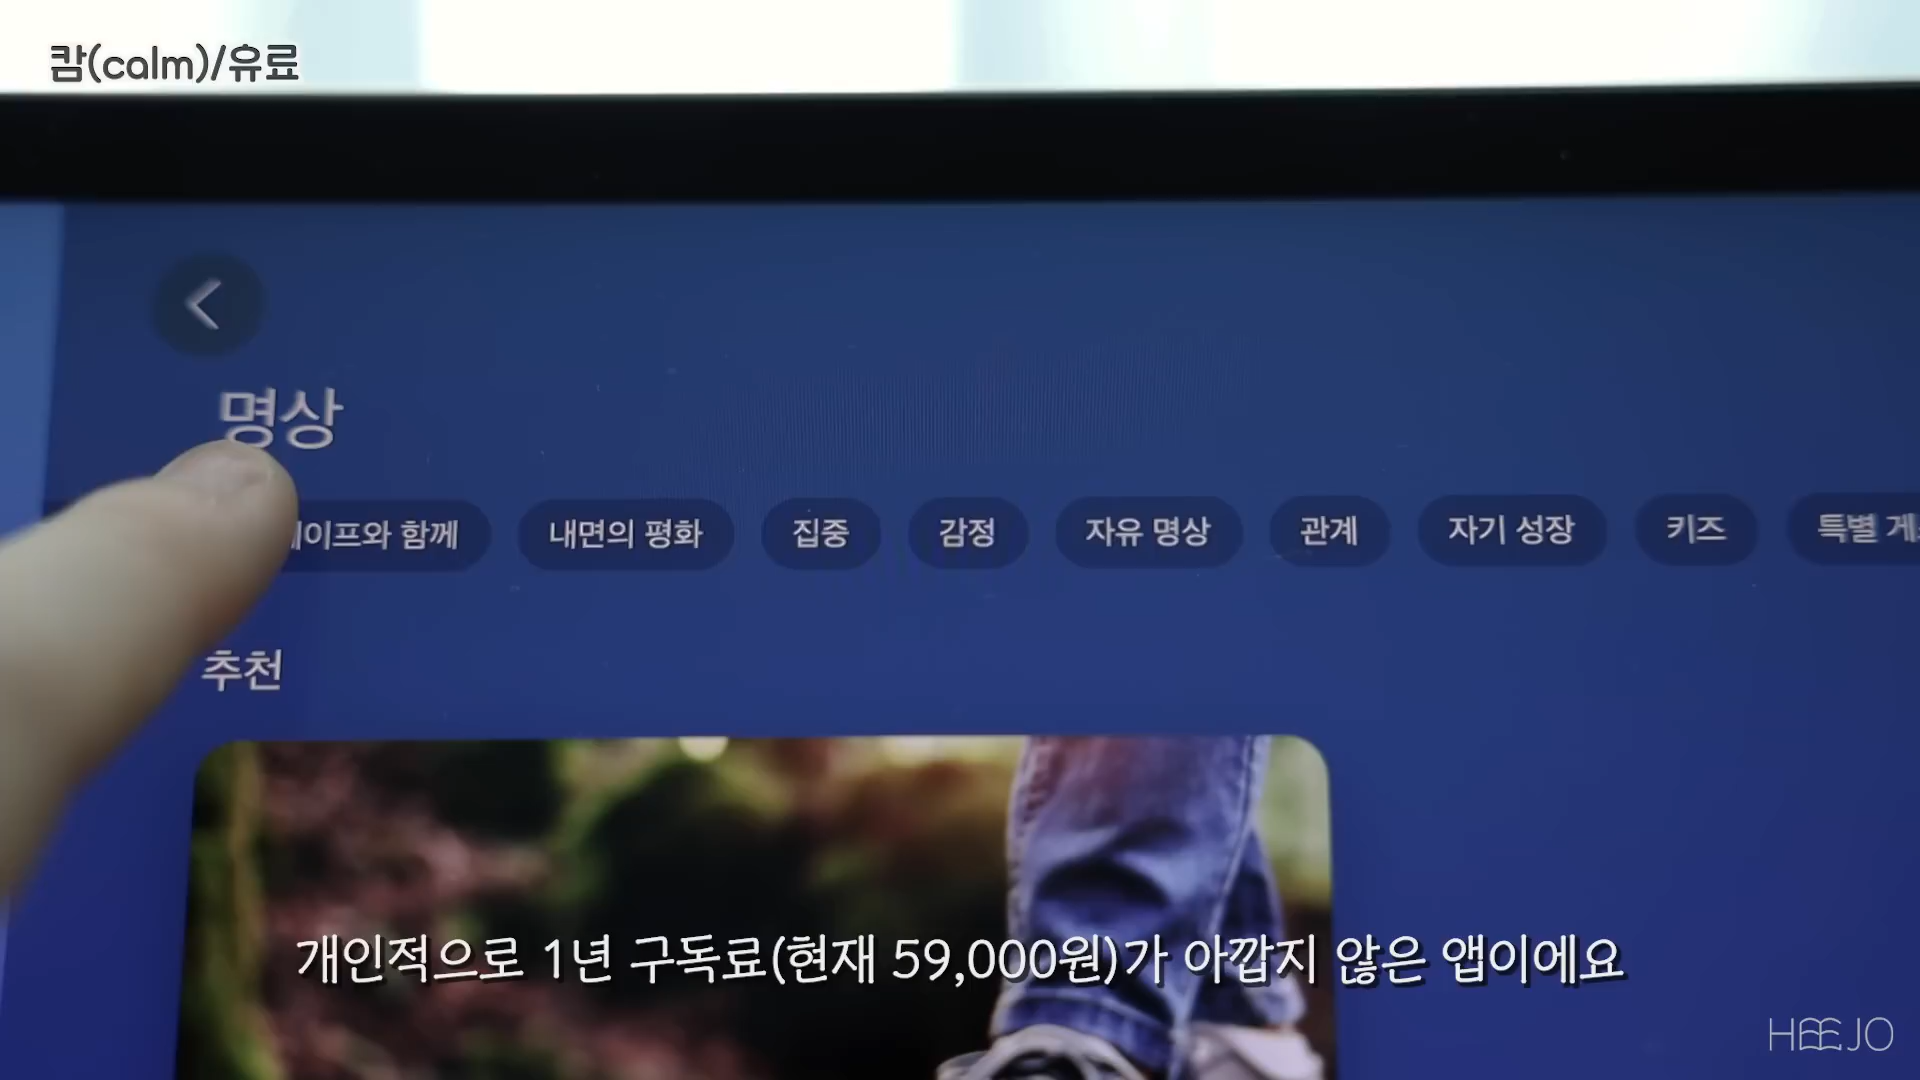 캄(calm)/유료
명상
이프와 함께
내면의 평화
집중
감정
자유 명상
관계
자기 성장
키즈
특별
추천
개인적으로 1년 구독료(현재 59,000원)가 아깝지 않은 앱이에요
HEEJO